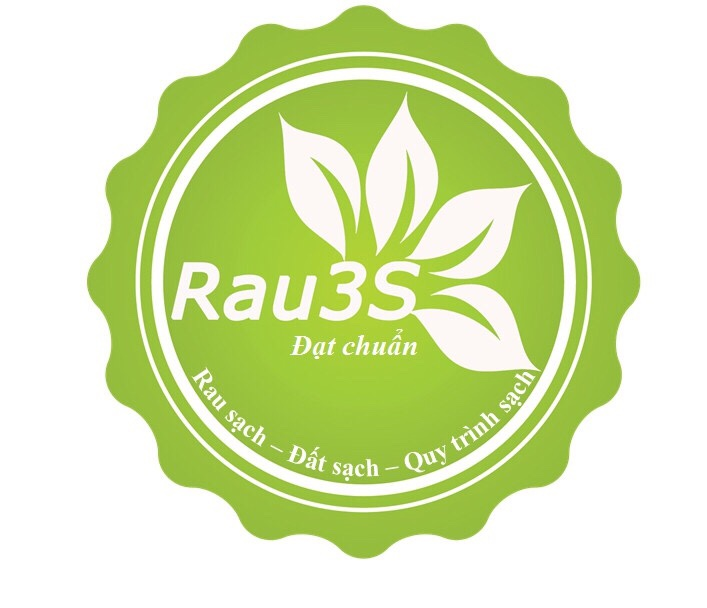 Rau3S
Đạt chuẩn
Rau sạch – Đất sạch – Quy trình sạch